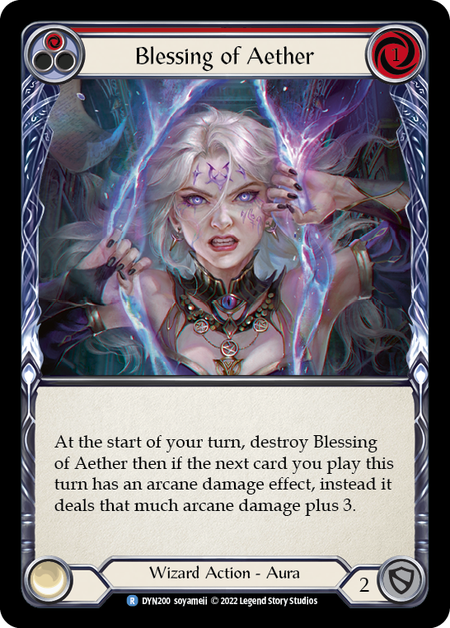 Blessing of Aether
1
At the start of your turn, destroy Blessing
of Aether then if the next card you play this
turn has an arcane damage effect, instead it
deals that much arcane damage plus 3.
Wizard Action - Aura
2
R DYN200 soyameii © 2022 Legend Story Studios